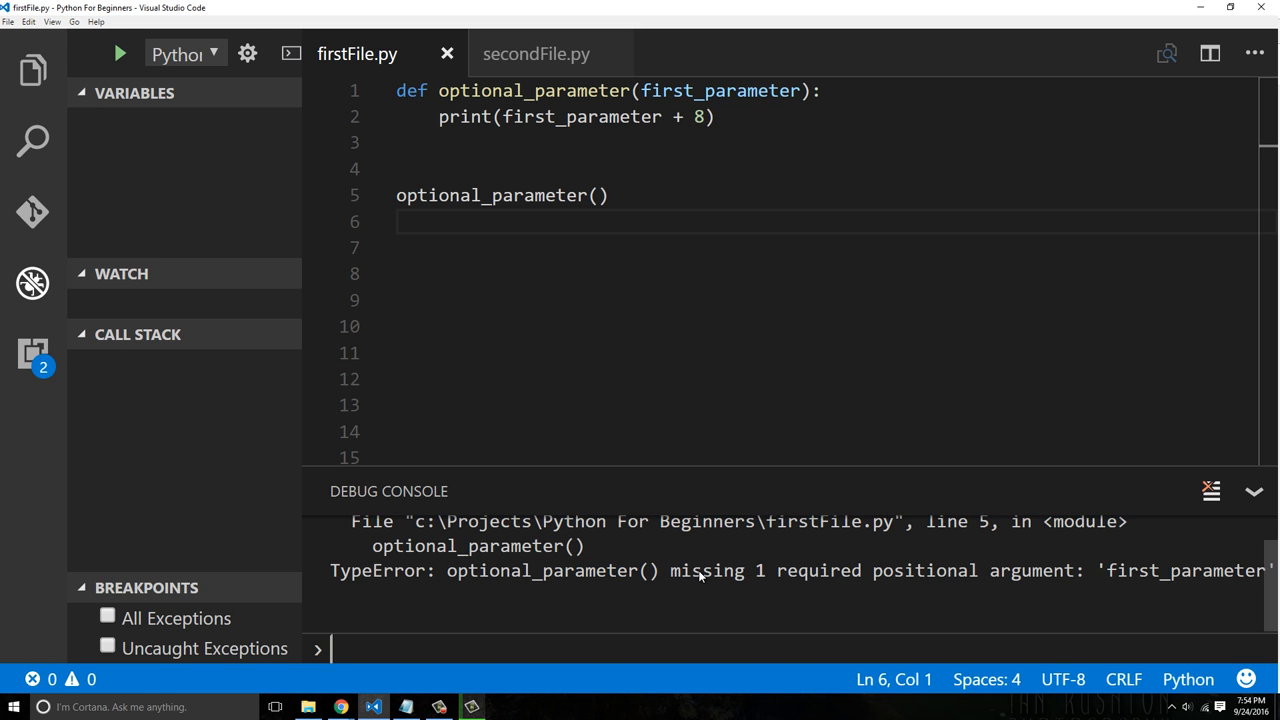 firstFile.py - Python For Beginners - Visual Studio Code
File Edit View Go Help
Python firstFile.py secondFile.py
VARIABLES
WATCH
CALL STACK
BREAKPOINTS
All Exceptions
Uncaught Exceptions
2
1 def optional_parameter(first_parameter):
2 print(first_parameter + 8)
3
4
5 optional_parameter()
6
7
8
9
10
11
12
13
14
15
DEBUG CONSOLE
File "c:\Projects\Python For Beginners\firstFile.py", line 5, in <module>
optional_parameter()
TypeError: optional_parameter() missing 1 required positional argument: 'first_parameter'
0 0 Ln 6, Col 1 Spaces: 4 UTF-8 CRLF Python
I'm Cortana. Ask me anything.
7:54 PM
9/24/2016